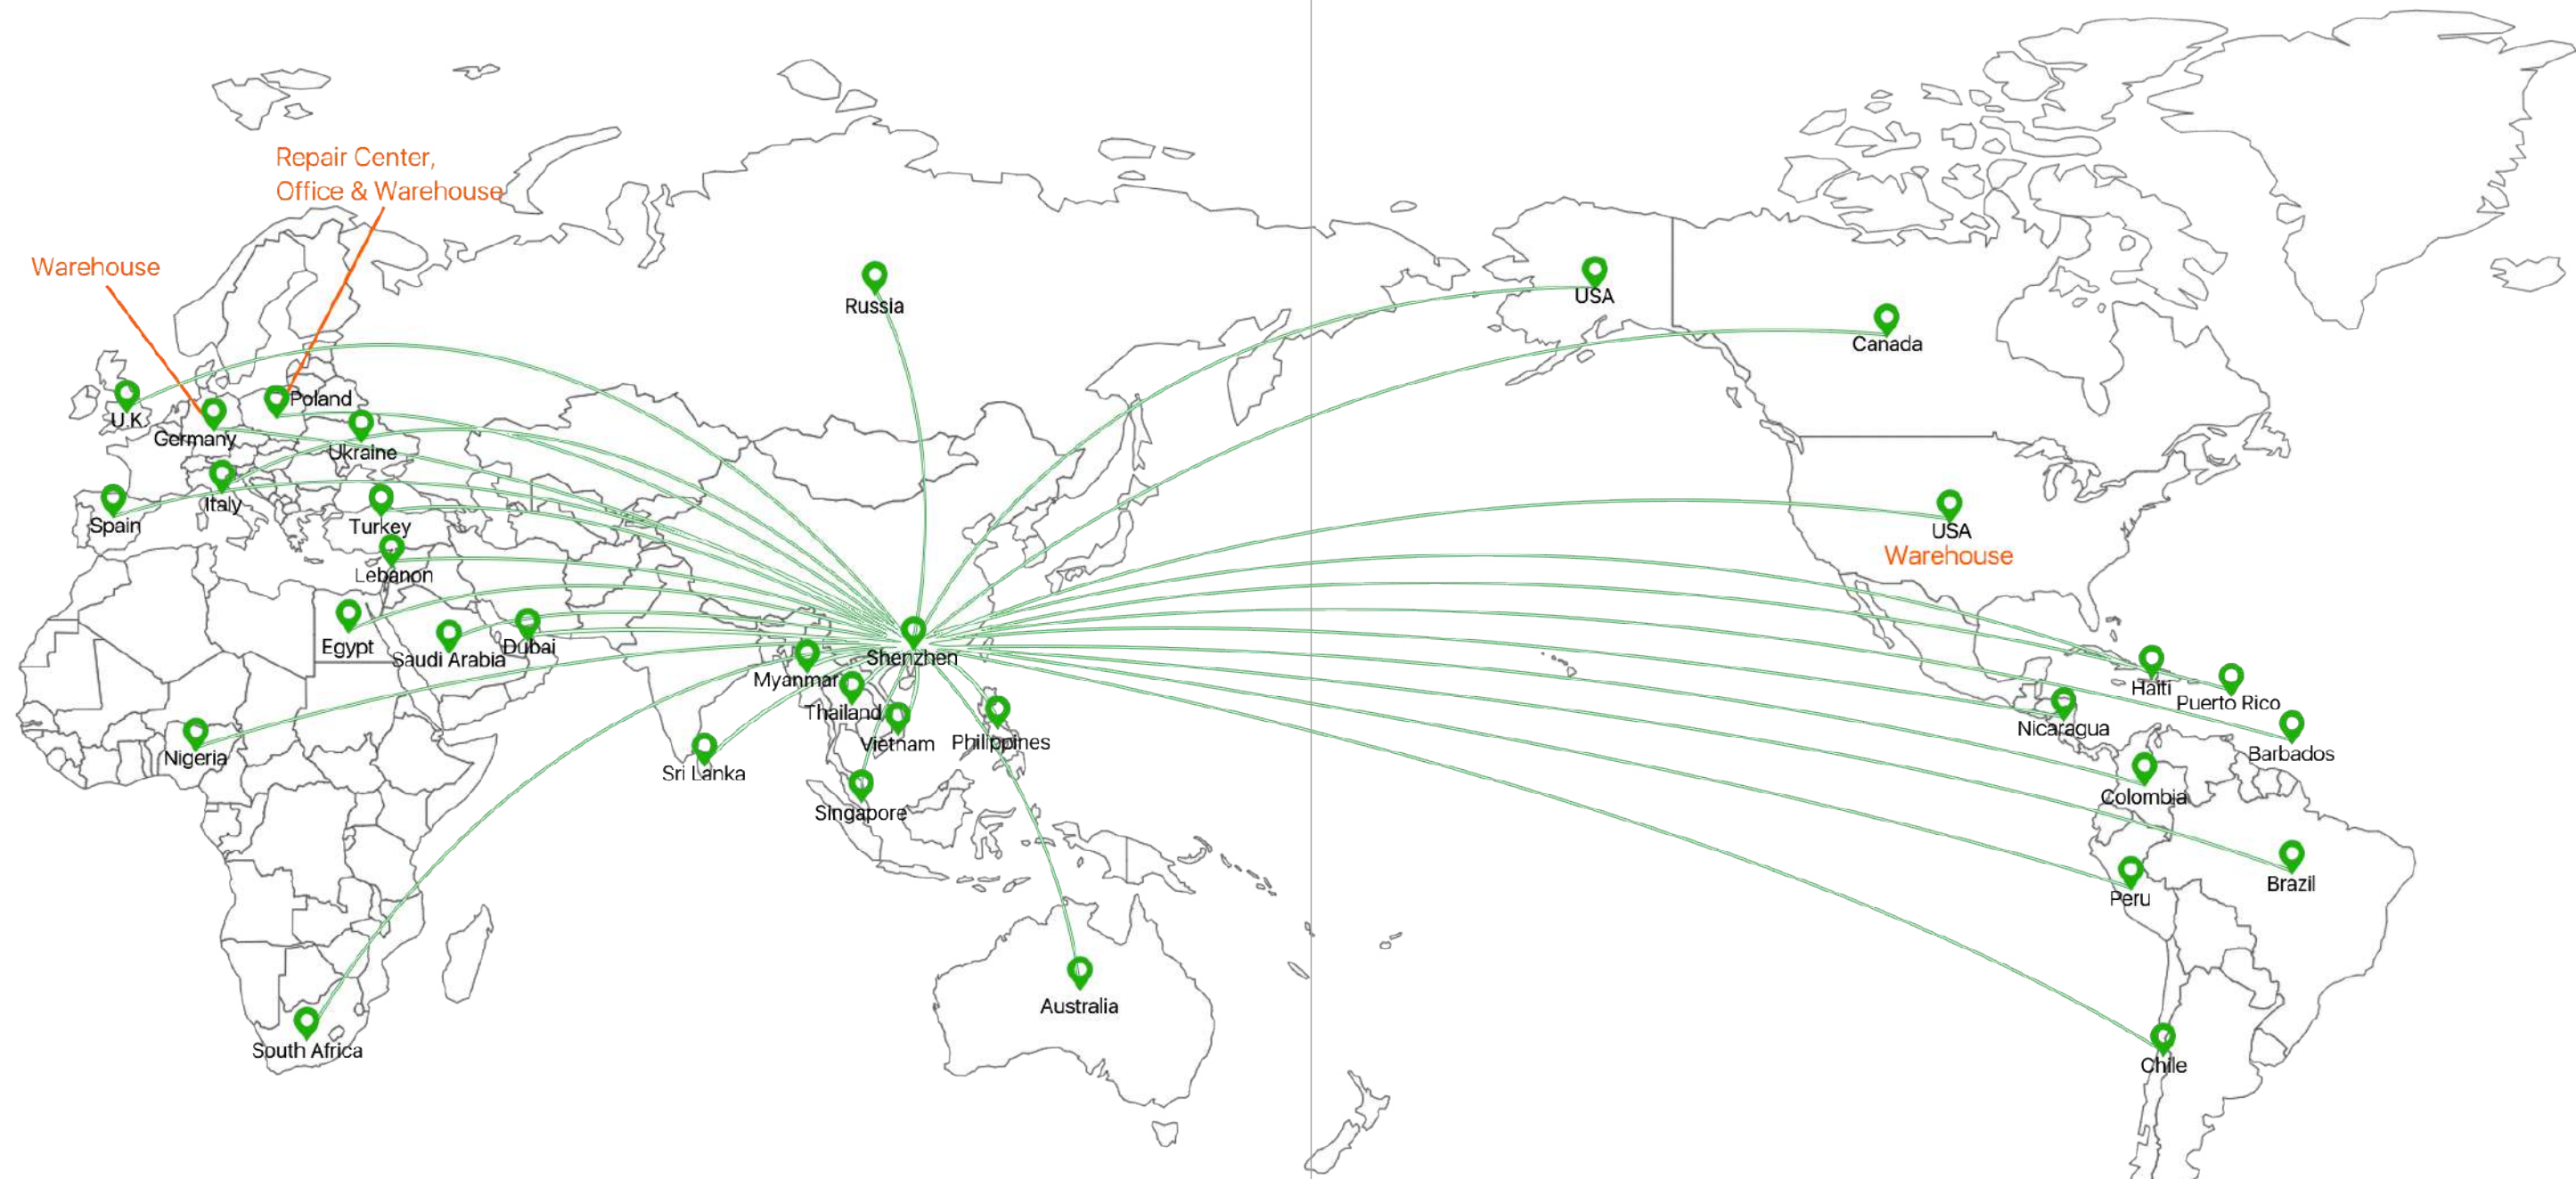 Repair Center,
Office & Warehouse
Warehouse
Russia
USA
Canada
U.K
Poland
Germany
Ukraine
Italy
Spain
Turkey
USA
Warehouse
Lebanon
Egypt
Saudi Arabia
Dubai
Shenzhen
Myanmar
Thailand
Vietnam
Philippines
Haiti
Puerto Rico
Nicaragua
Barbados
Nigeria
Sri Lanka
Singapore
Colombia
Brazil
Peru
Australia
South Africa
Chile